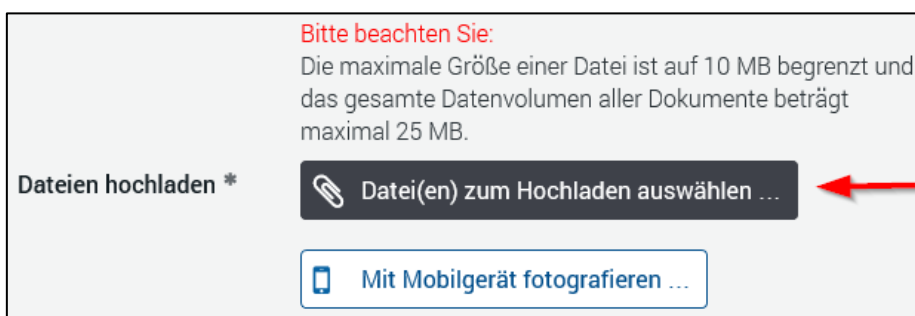 Bitte beachten Sie:
Die maximale Größe einer Datei ist auf 10 MB begrenzt und
das gesamte Datenvolumen aller Dokumente beträgt
maximal 25 MB.
Dateien hochladen *
Datei(en) zum Hochladen auswählen ...
Mit Mobilgerät fotografieren ...